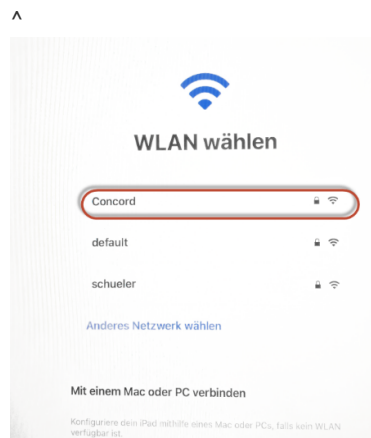 WLAN wählen
Concord
default
schueler
Anderes Netzwerk wählen
Mit einem Mac oder PC verbinden
Konfiguriere dein iPad mithilfe eines Mac oder PCs, falls kein WLAN
verfügbar ist.